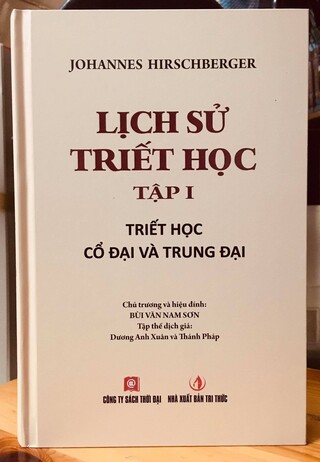 JOHANNES HIRSCHBERGER
LỊCH SỬ
TRIẾT HỌC
TẬP I
TRIẾT HỌC
CỔ ĐẠI VÀ TRUNG ĐẠI
Chủ trương và hiệu đính:
BÙI VĂN NAM SƠN
Tập thể dịch giả:
Dương Anh Xuân và Thánh Pháp
CÔNG TY SÁCH THỜI ĐẠI NHÀ XUẤT BẢN TRI THỨC